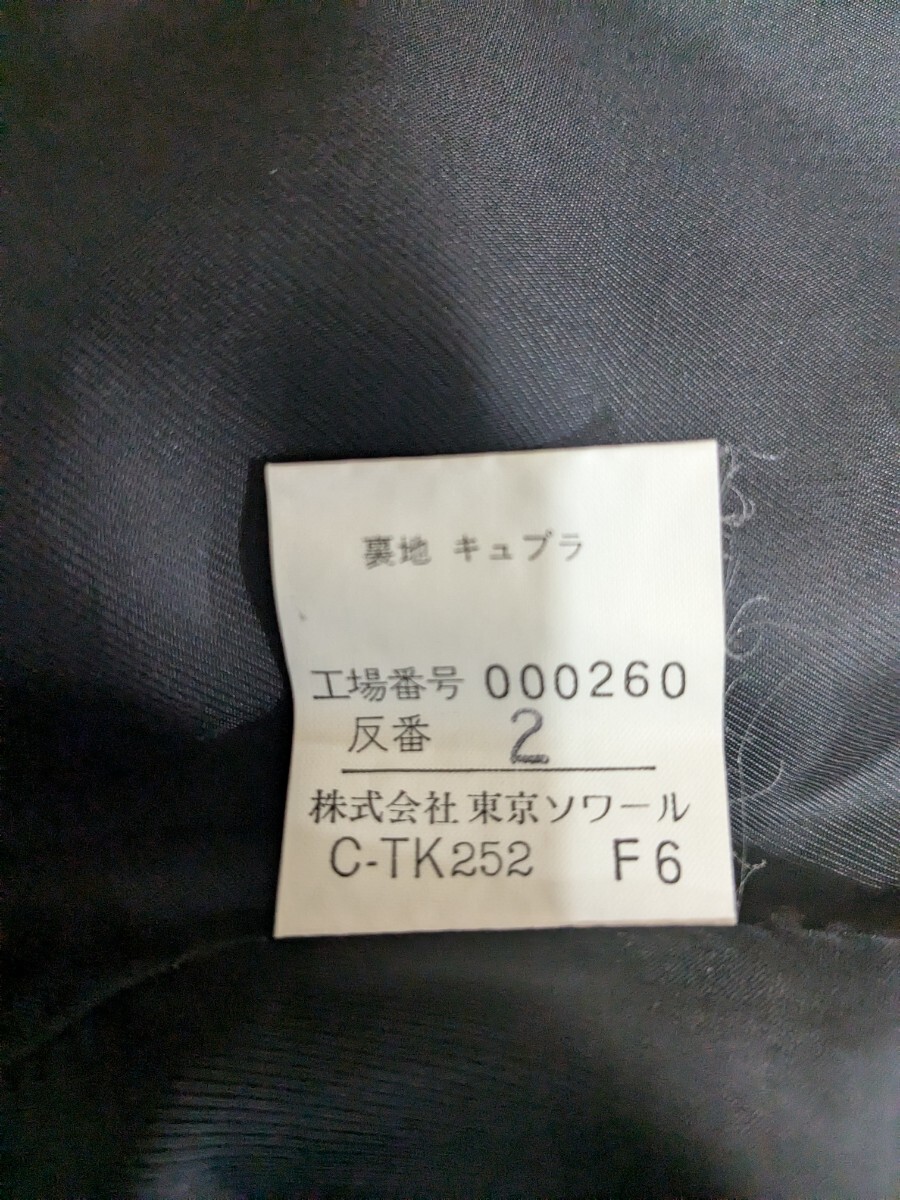 裏地 キュプラ
工場番号 000260
反番 2
株式会社 東京ソワール
C-TK252 F6